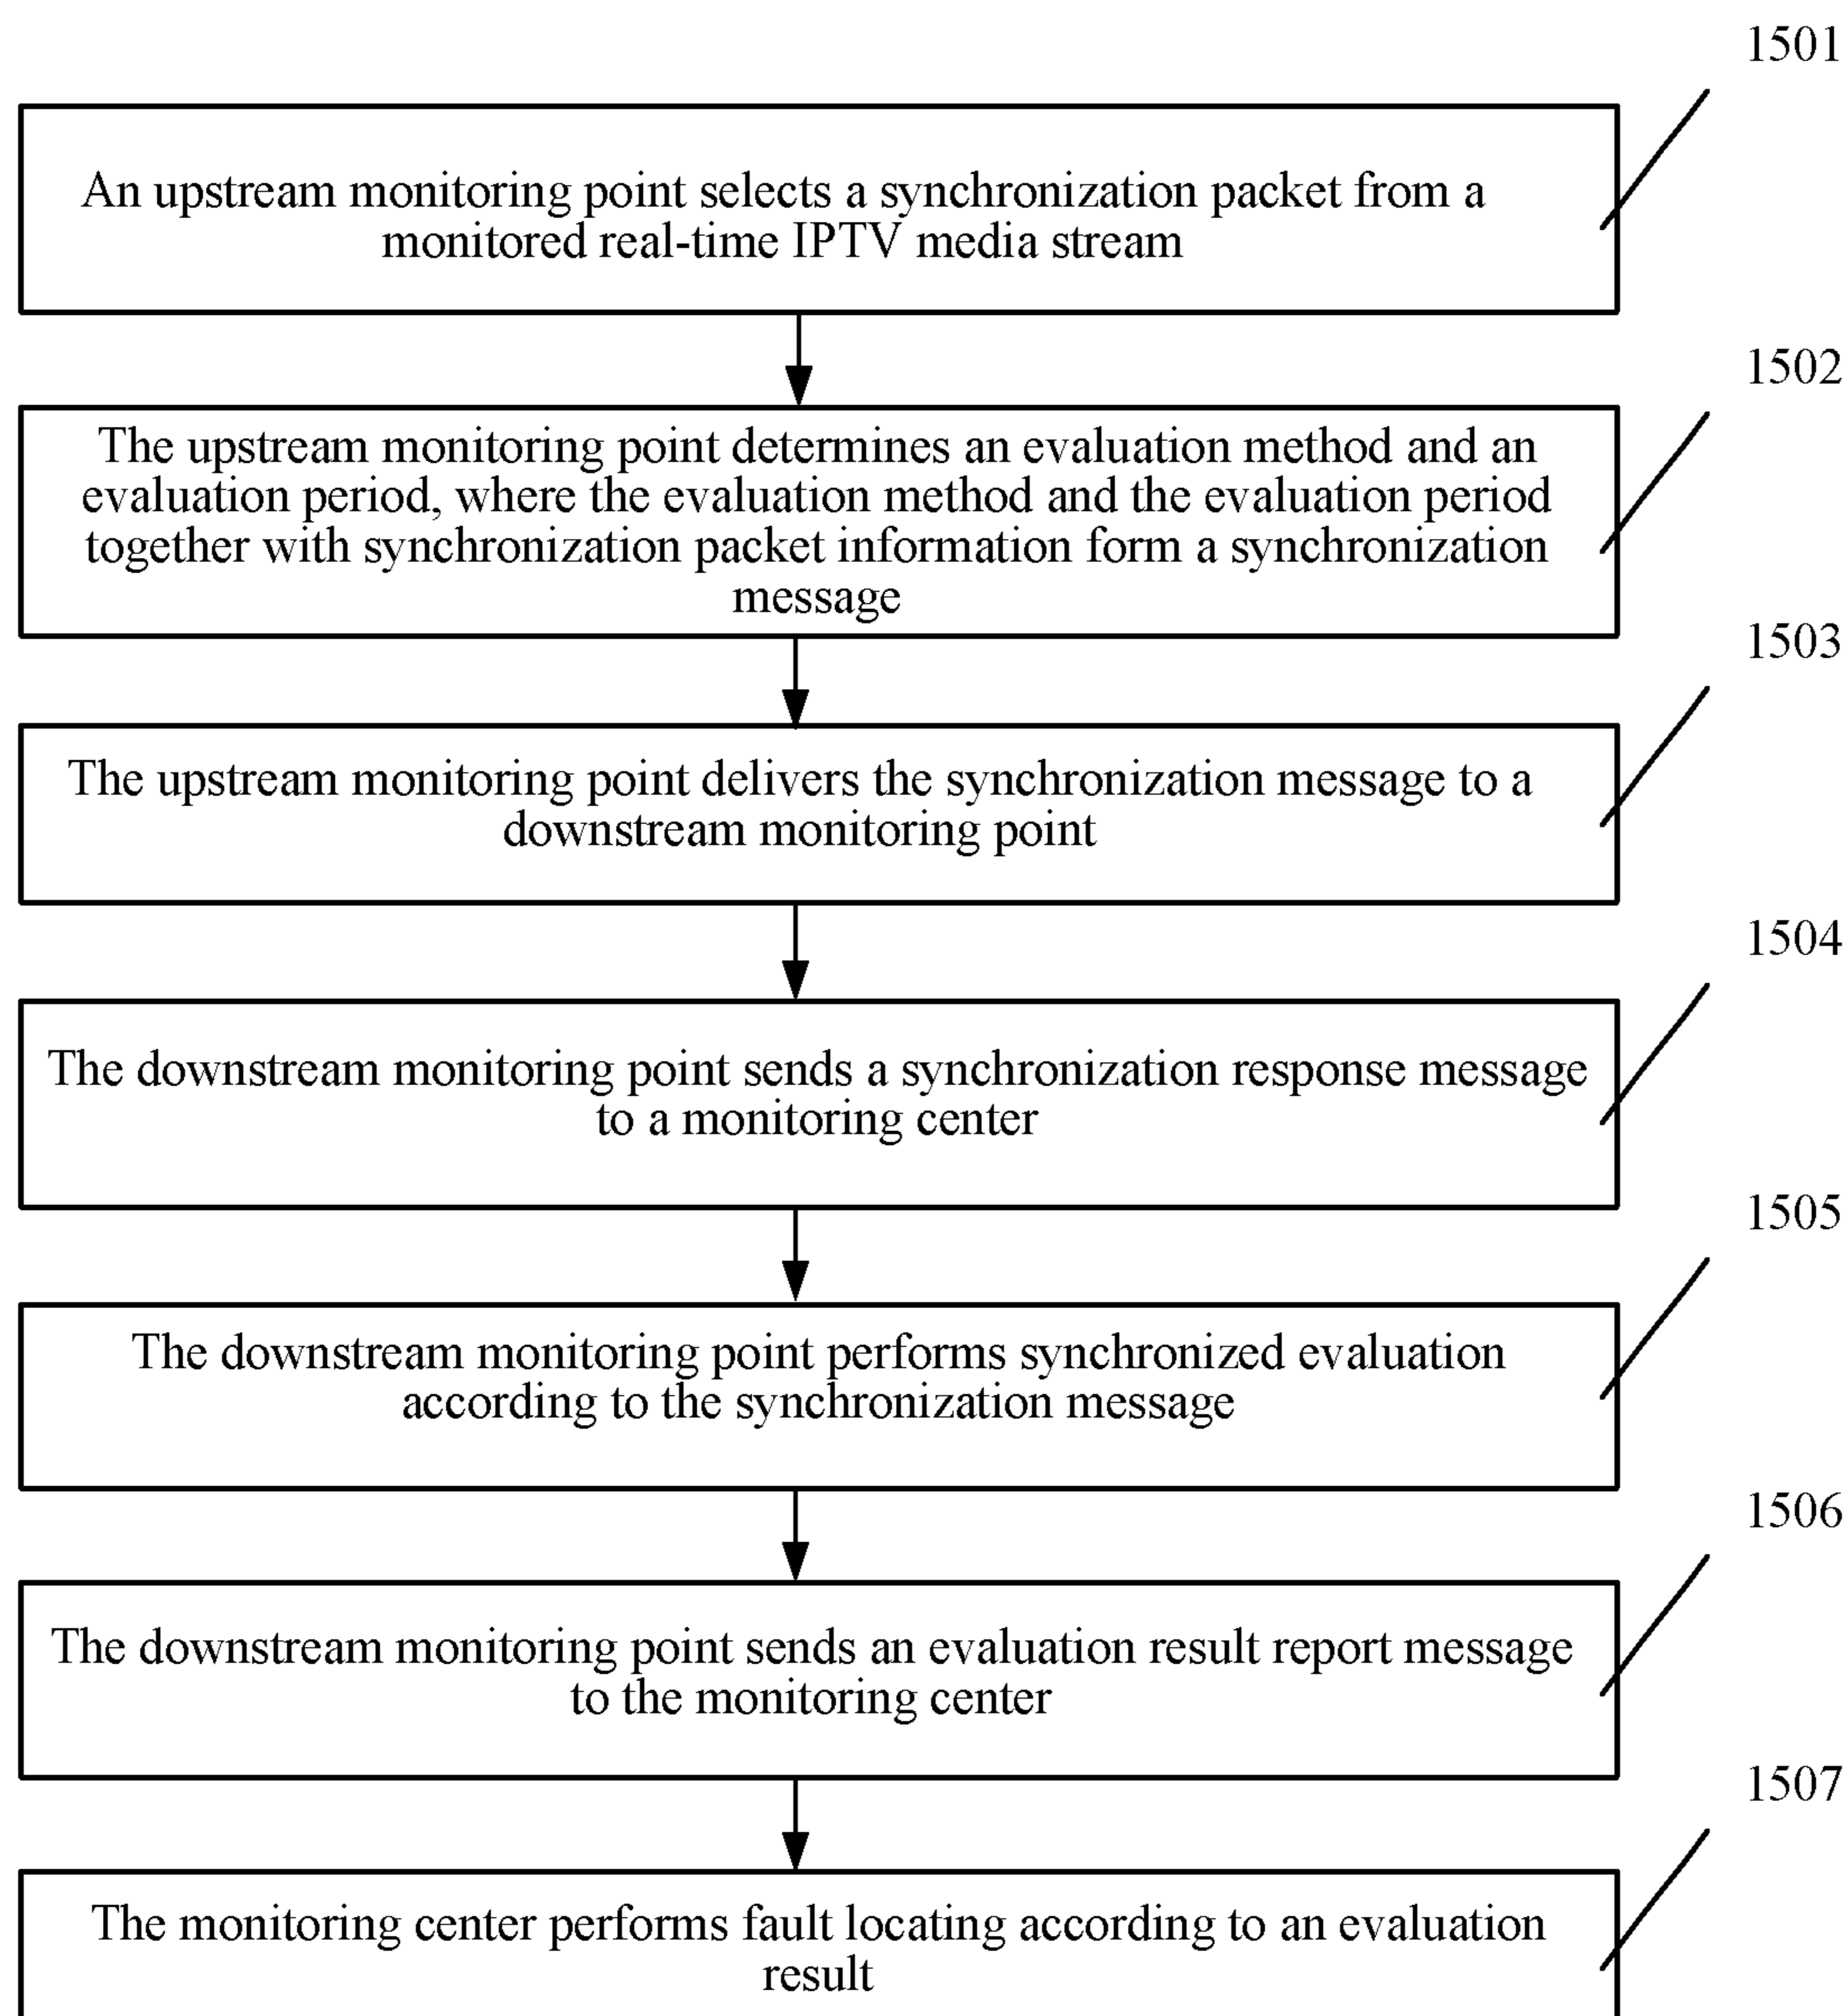 1501
An upstream monitoring point selects a synchronization packet from a
monitored real-time IPTV media stream
1502
The upstream monitoring point determines an evaluation method and an
evaluation period, where the evaluation method and the evaluation period
together with synchronization packet information form a synchronization
message
1503
The upstream monitoring point delivers the synchronization message to a
downstream monitoring point
1504
The downstream monitoring point sends a synchronization response message
to a monitoring center
1505
The downstream monitoring point performs synchronized evaluation
according to the synchronization message
1506
The downstream monitoring point sends an evaluation result report message
to the monitoring center
1507
The monitoring center performs fault locating according to an evaluation
result